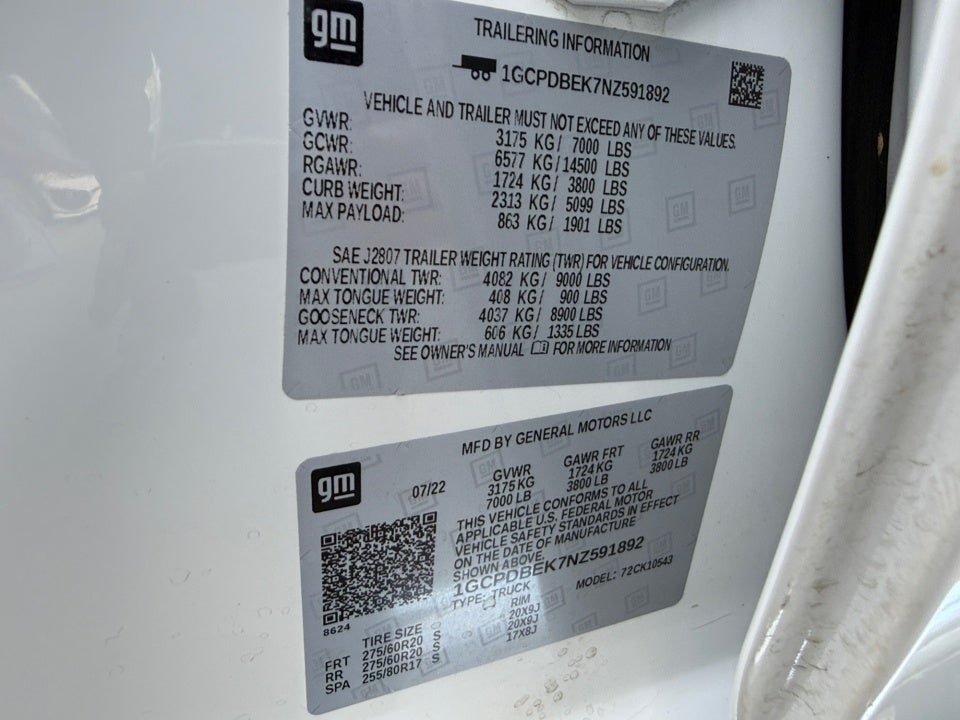 gm
TRAILERING INFORMATION
1GCPDBEK7NZ591892
VEHICLE AND TRAILER MUST NOT EXCEED ANY OF THESE VALUES.
GVWR: 3175 KG/ 7000 LBS
GCWR: 6577 KG/ 14500 LBS
RGAWR: 1724 KG/ 3800 LBS
CURB WEIGHT: 2313 KG/ 5099 LBS
MAX PAYLOAD: 863 KG/ 1901 LBS
SAE J2807 TRAILER WEIGHT RATING (TWR) FOR VEHICLE CONFIGURATION.
CONVENTIONAL TWR: 4082 KG/ 9000 LBS
MAX TONGUE WEIGHT: 408 KG/ 900 LBS
GOOSENECK TWR: 4037 KG/ 8900 LBS
MAX TONGUE WEIGHT: 606 KG/ 1335 LBS
SEE OWNER'S MANUAL FOR MORE INFORMATION
MFD BY GENERAL MOTORS LLC
gm
07/22
GVWR GAWR FRT GAWR RR
3175 KG 1724 KG 1724 KG
7000 LB 3800 LB 3800 LB
THIS VEHICLE CONFORMS TO ALL
APPLICABLE U.S. FEDERAL MOTOR
VEHICLE SAFETY STANDARDS IN EFFECT
ON THE DATE OF MANUFACTURE
SHOWN ABOVE.
1GCPDBEK7NZ591892
TYPE: TRUCK MODEL: 72CK10543
8624
TIRE SIZE RIM
FRT 275/60R20 S 20X9J
RR 275/60R20 S 20X9J
SPA 255/80R17 S 17X8J